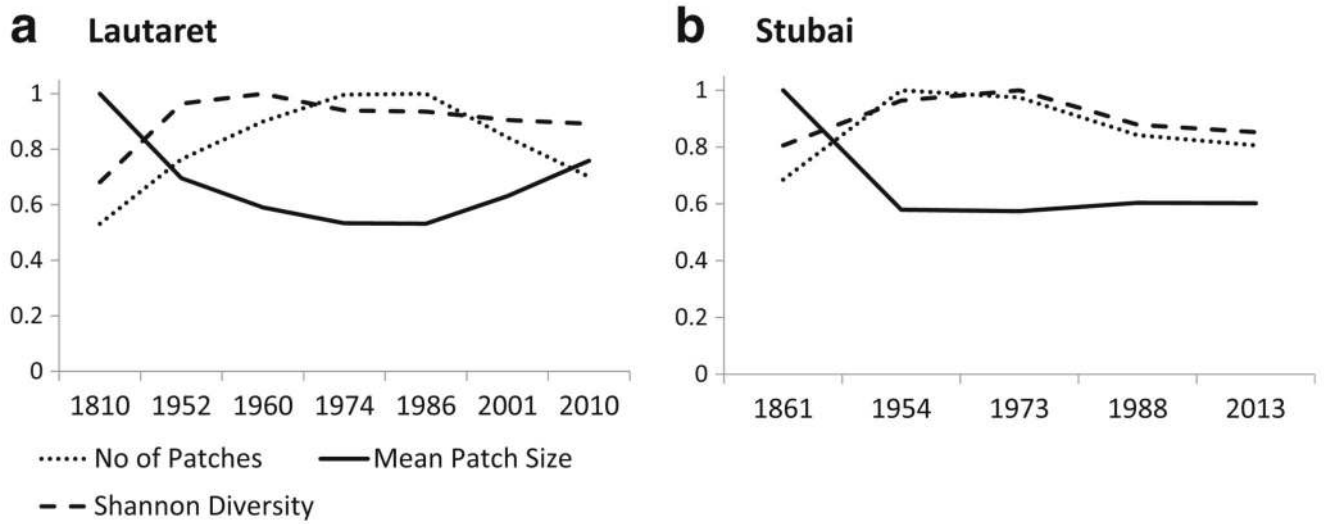 a Lautaret
1
0.8
0.6
0.4
0.2
0
1810 1952 1960 1974 1986 2001 2010
b Stubai
1
0.8
0.6
0.4
0.2
0
1861 1954 1973 1988 2013
No of Patches Mean Patch Size
Shannon Diversity